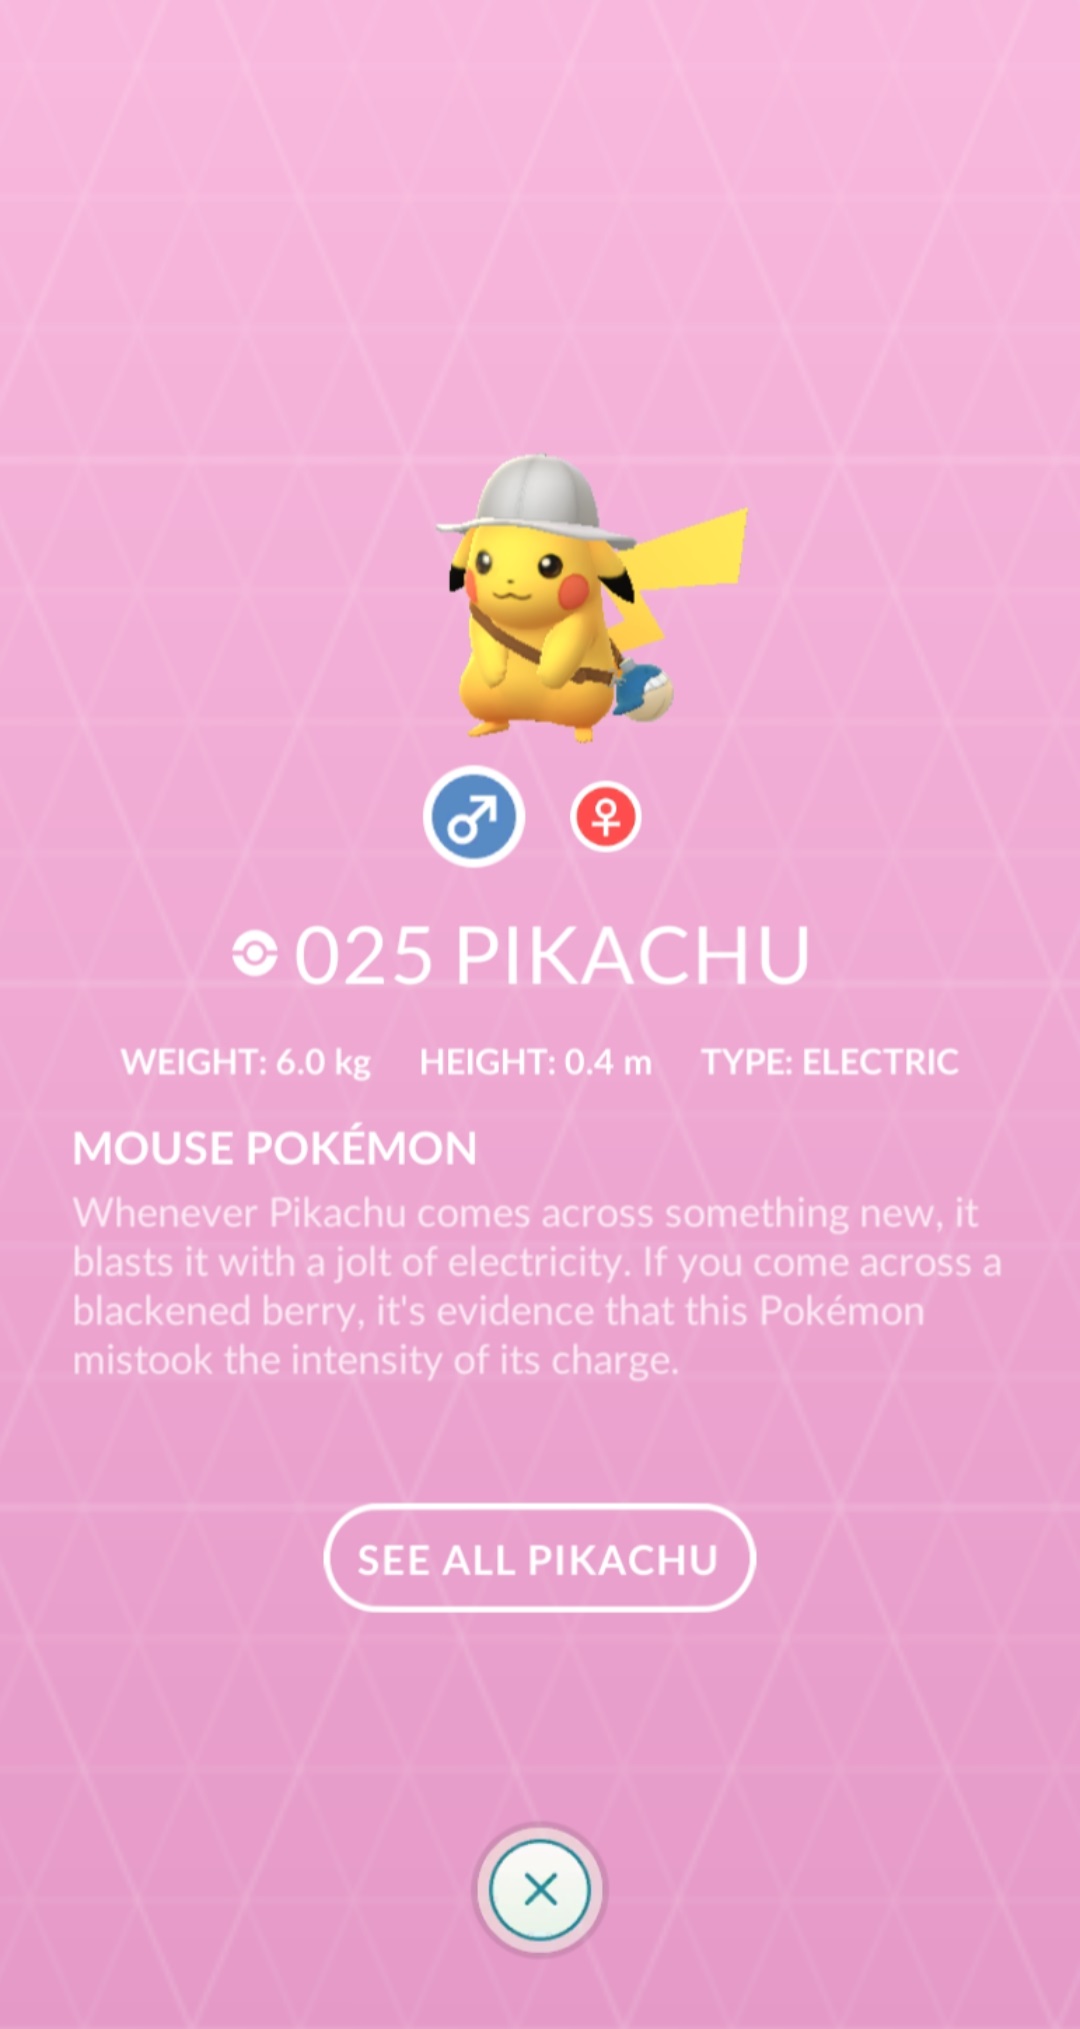 025 PIKACHU
WEIGHT: 6.0 kg HEIGHT: 0.4 m TYPE: ELECTRIC
MOUSE POKÉMON
Whenever Pikachu comes across something new, it
blasts it with a jolt of electricity. If you come across a
blackened berry, it's evidence that this Pokémon
mistook the intensity of its charge.
SEE ALL PIKACHU